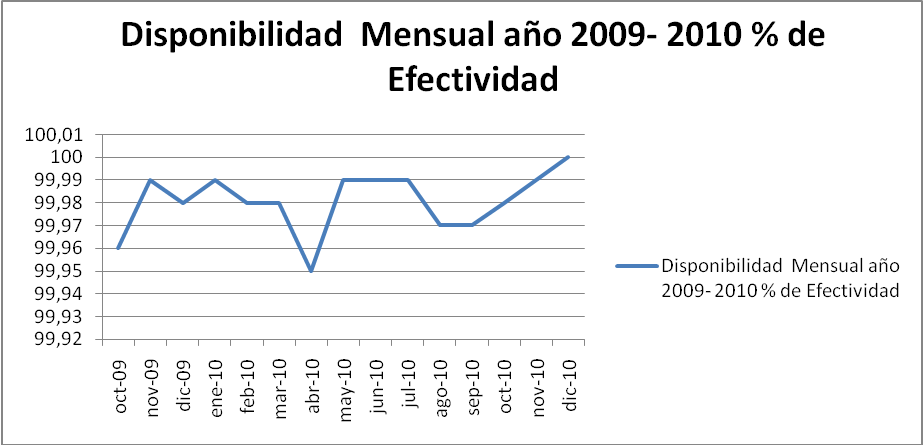 Disponibilidad  Mensual año 2009- 2010 % de
Efectividad
100,01
100
99,99
99,98
99,97
99,96
99,95
99,94
99,93
99,92
oct-09
nov-09
dic-09
ene-10
feb-10
mar-10
abr-10
may-10
jun-10
jul-10
ago-10
sep-10
oct-10
nov-10
dic-10
Disponibilidad  Mensual año
2009- 2010 % de Efectividad